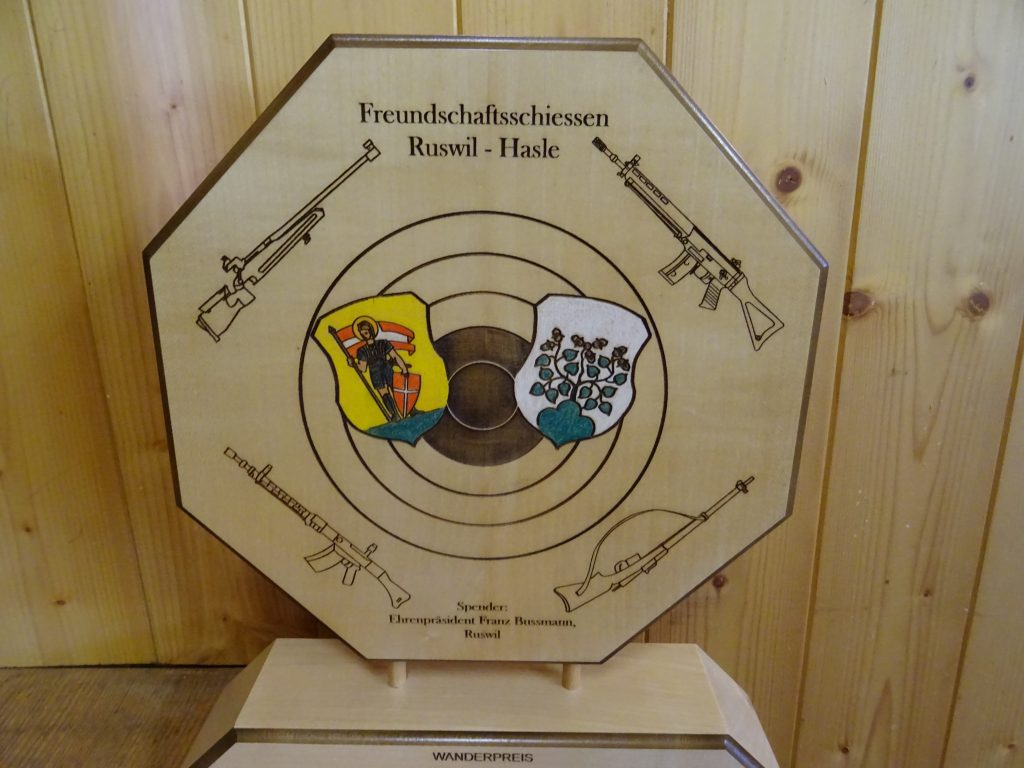 Freundschaftsschiessen
Ruswil - Hasle
Spender:
Ehrenpräsident Franz Bussmann,
Ruswil
WANDERPREIS